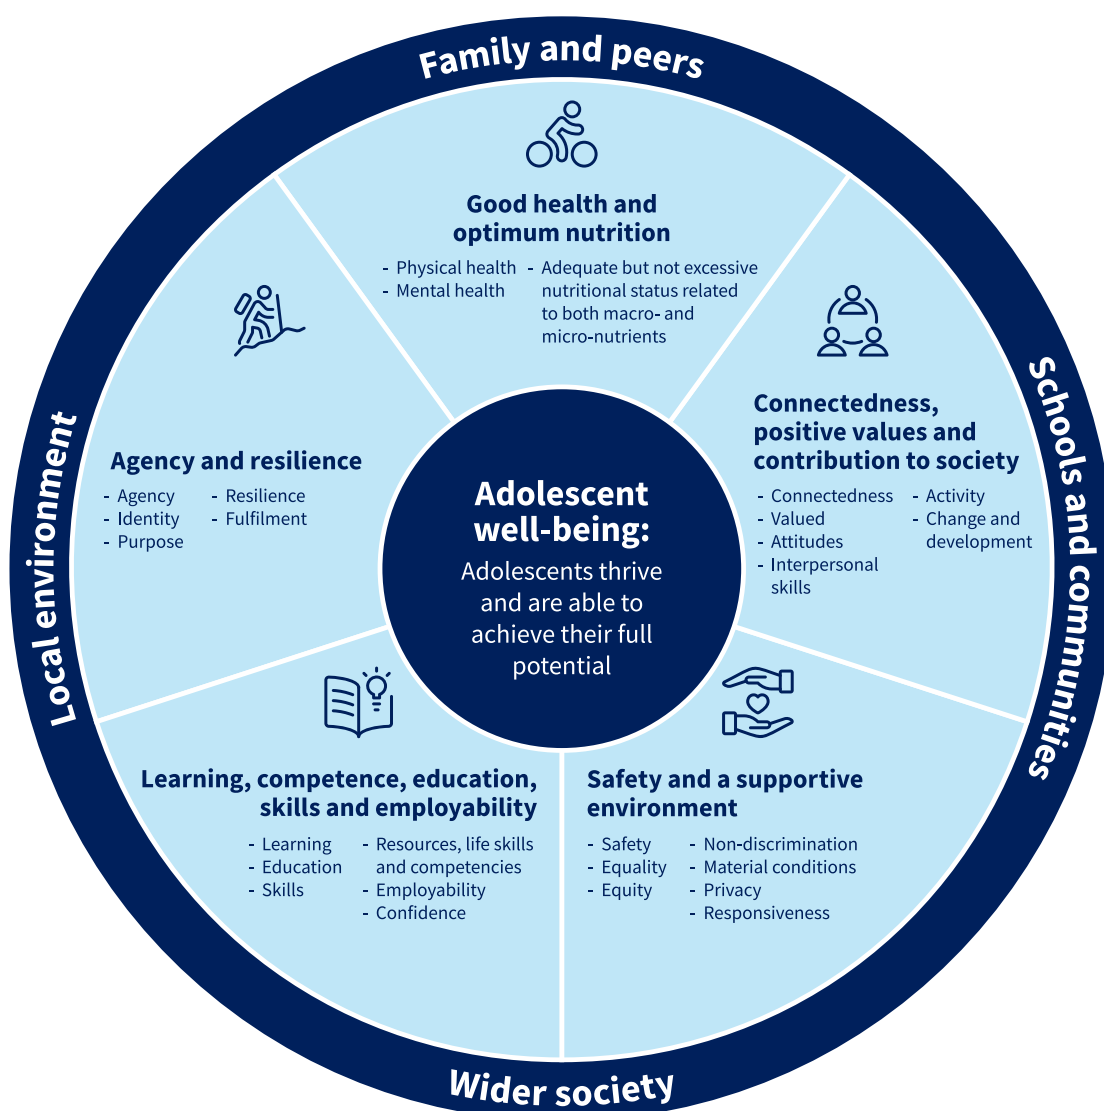 Family and peers
Good health and
optimum nutrition
- Physical health
- Mental health
- Adequate but not excessive
nutritional status related
to both macro- and
micro-nutrients
Connectedness,
positive values and
contribution to society
- Connectedness
- Valued
- Attitudes
- Interpersonal
skills
- Activity
- Change and
development
Schools and communities
Agency and resilience
- Agency
- Identity
- Purpose
- Resilience
- Fulfilment
Local environment
Adolescent
well-being:
Adolescents thrive
and are able to
achieve their full
potential
Learning, competence, education,
skills and employability
- Learning
- Education
- Skills
- Resources, life skills
and competencies
- Employability
- Confidence
Safety and a supportive
environment
- Safety
- Equality
- Equity
- Non-discrimination
- Material conditions
- Privacy
- Responsiveness
Wider society